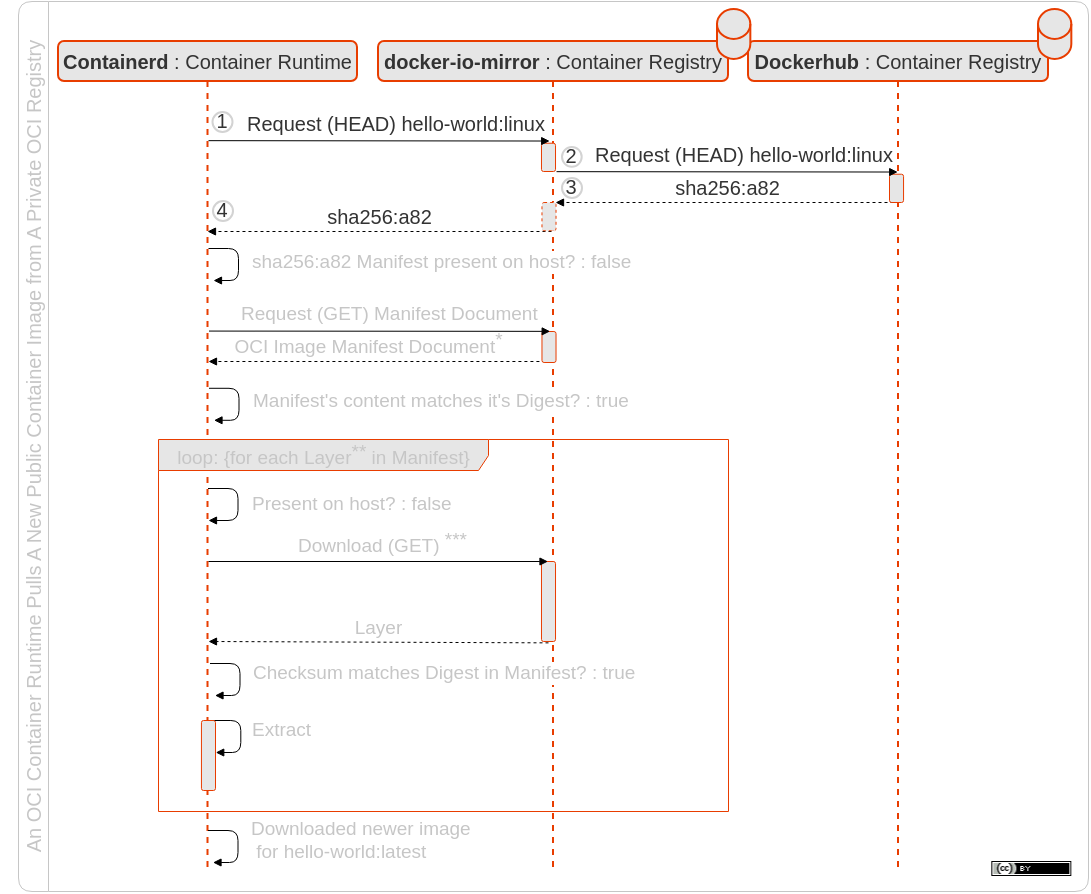 An OCI Container Runtime Pulls A New Public Container Image from A Private OCI Registry
Containerd : Container Runtime
docker-io-mirror : Container Registry
Dockerhub : Container Registry
1
Request (HEAD) hello-world:linux
2
Request (HEAD) hello-world:linux
3
sha256:a82
4
sha256:a82
sha256:a82 Manifest present on host? : false
Request (GET) Manifest Document
OCI Image Manifest Document*
Manifest's content matches it's Digest? : true
loop: {for each Layer** in Manifest}
Present on host? : false
Download (GET) ***
Layer
Checksum matches Digest in Manifest? : true
Extract
Downloaded newer image
for hello-world:latest
cc BY